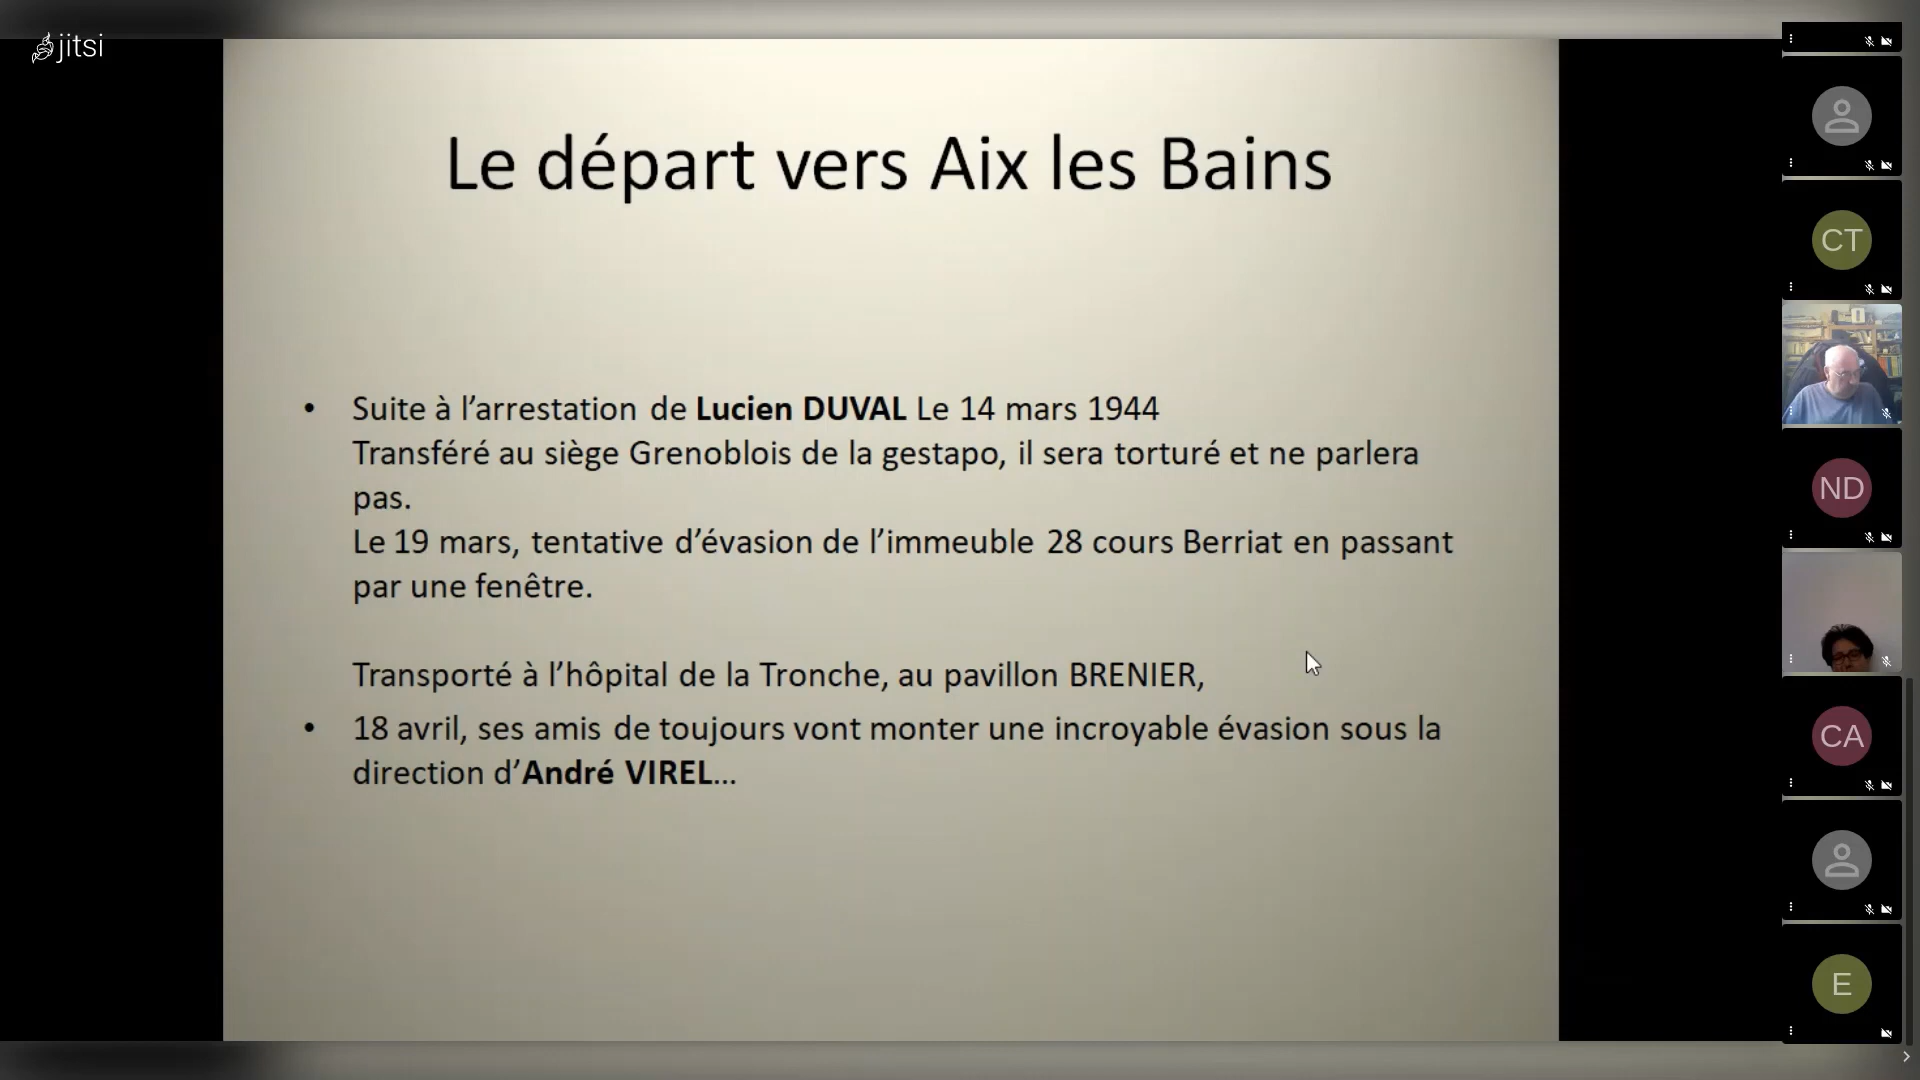 jitsi
Le départ vers Aix les Bains
• Suite à l’arrestation de Lucien DUVAL Le 14 mars 1944
Transféré au siège Grenoblois de la gestapo, il sera torturé et ne parlera
pas.
Le 19 mars, tentative d’évasion de l’immeuble 28 cours Berriat en passant
par une fenêtre.
Transporté à l’hôpital de la Tronche, au pavillon BRENIER,
• 18 avril, ses amis de toujours vont monter une incroyable évasion sous la
direction d’André VIREL...
CT
ND
CA
E